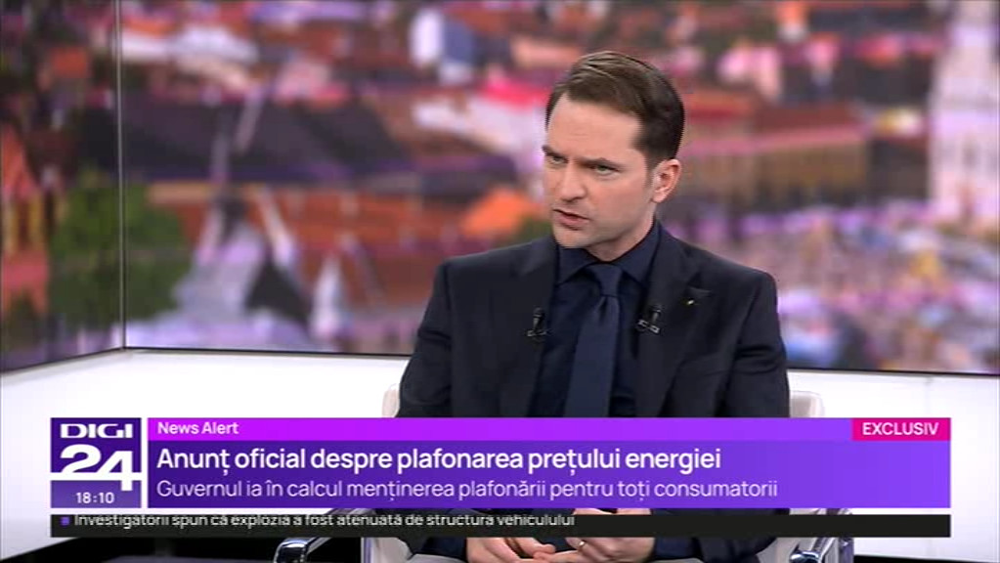 DIGI
24
18:10
News Alert
EXCLUSIV
Anunț oficial despre plafonarea prețului energiei
Guvernul ia în calcul menținerea plafonării pentru toți consumatorii
Investigatorii spun că explozia a fost atenuată de structura vehiculului